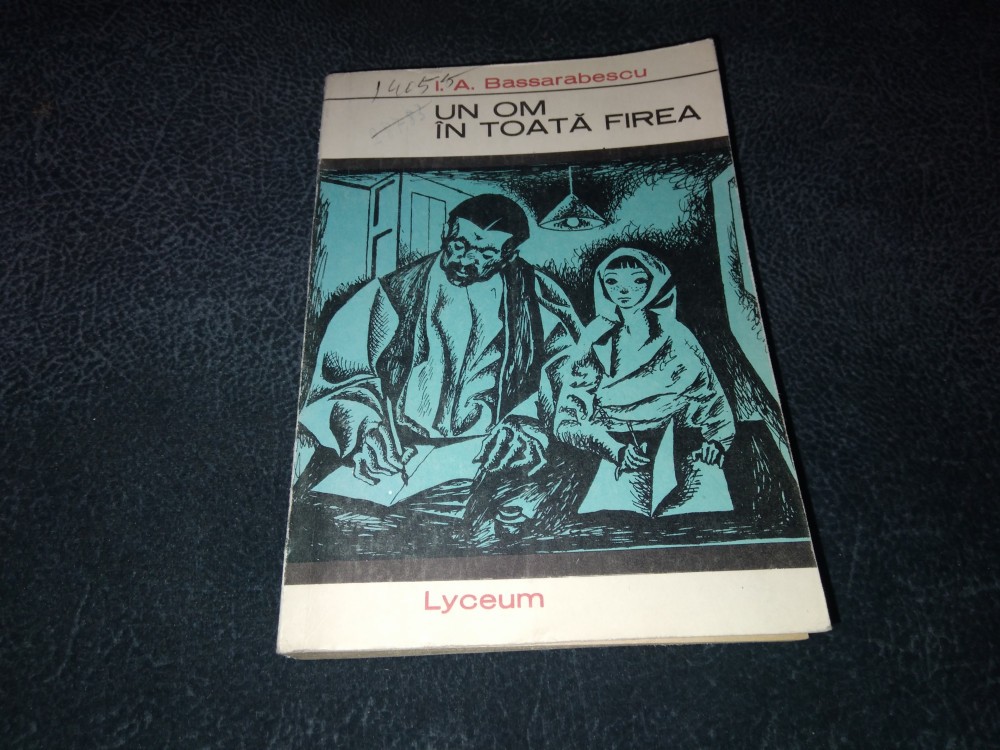 14655
I. A. Bassarabescu
UN OM
ÎN TOATĂ FIREA
Lyceum